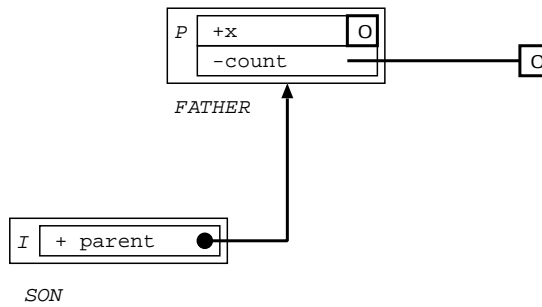 P +x O
-count O
FATHER
I + parent
SON